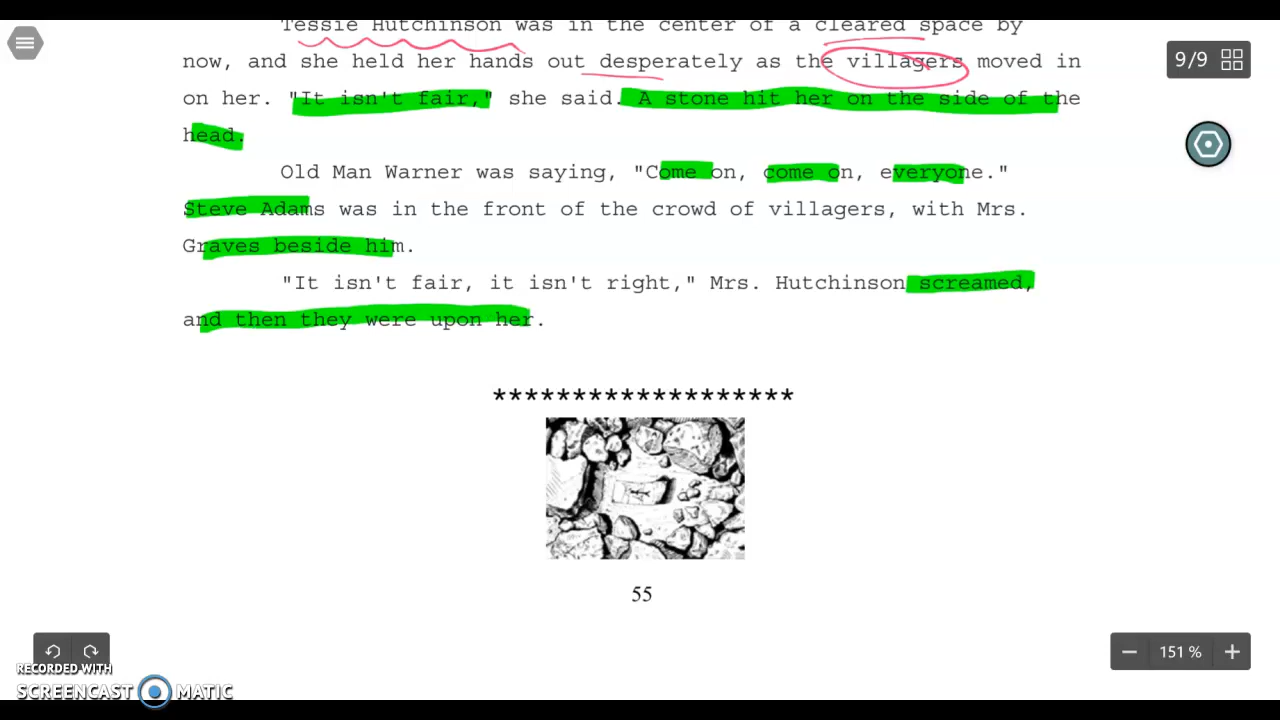 Tessie Hutchinson was in the center of a cleared space by
now, and she held her hands out desperately as the villagers moved in
on her. "It isn't fair," she said. A stone hit her on the side of the
head.
Old Man Warner was saying, "Come on, come on, everyone."
Steve Adams was in the front of the crowd of villagers, with Mrs.
Graves beside him.
"It isn't fair, it isn't right," Mrs. Hutchinson screamed,
and then they were upon her.
*******************
55
9/9
151 %
RECORDED WITH
SCREENCAST MATIC